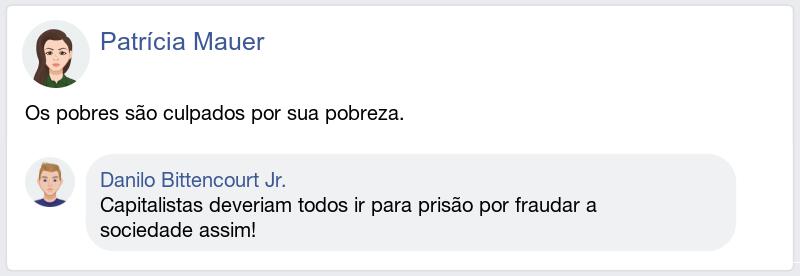 Patrícia Mauer
Os pobres são culpados por sua pobreza.
Danilo Bittencourt Jr.
Capitalistas deveriam todos ir para prisão por fraudar a
sociedade assim!